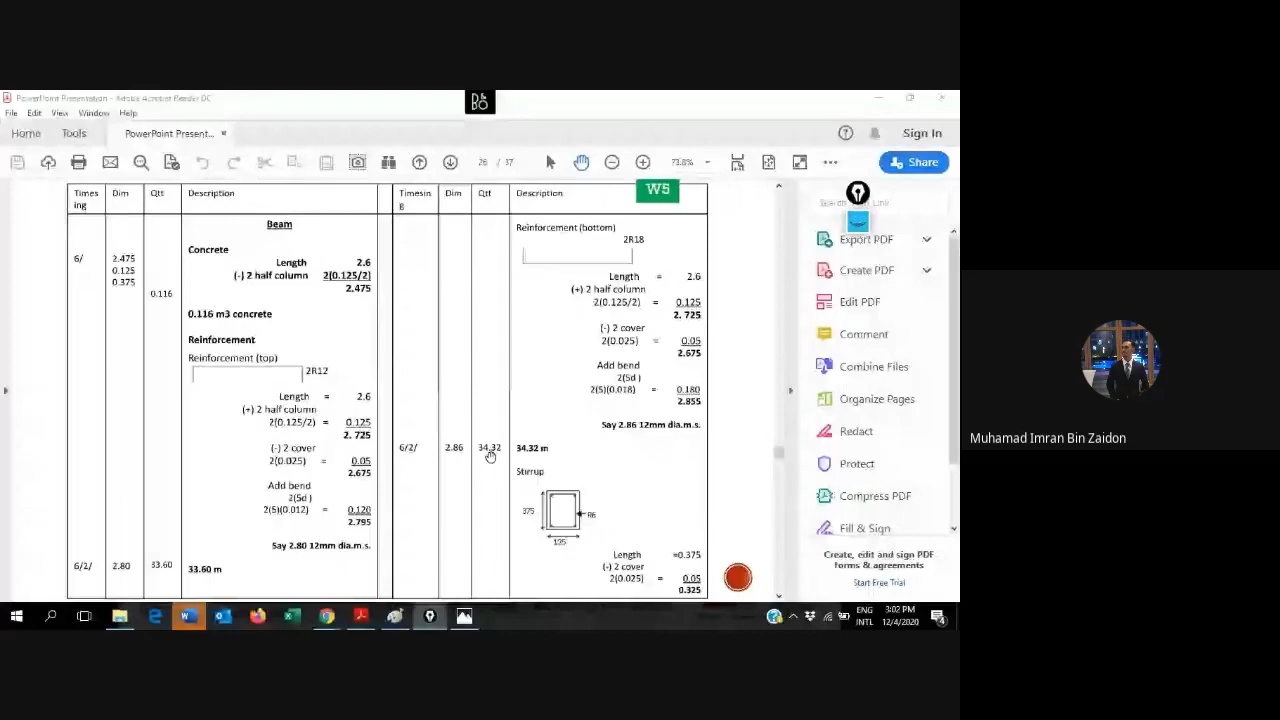 PowerPoint Presentation - Adobe Acrobat Reader DC
File Edit View Window Help
Home Tools PowerPoint Present... × Sign In
26 / 37 73.8% Share
W5
Times ing Dim Qtt Description
Beam
Concrete
6/ 2.475 Length 2.6
0.125 (-) 2 half column 2(0.125/2)
0.375 2.475
0.116
0.116 m3 concrete
Reinforcement
Reinforcement (top)
2R12
Length = 2.6
(+) 2 half column
2(0.125/2) = 0.125
2. 725
(-) 2 cover
2(0.025) = 0.05
2.675
Add bend
2(5d )
2(5)(0.012) = 0.120
2.795
Say 2.80 12mm dia.m.s.
6/2/ 2.80 33.60 33.60 m
Timesin g Dim Qtf Description
Reinforcement (bottom)
2R18
Length = 2.6
(+) 2 half column
2(0.125/2) = 0.125
2. 725
(-) 2 cover
2(0.025) = 0.05
2.675
Add bend
2(5d )
2(5)(0.018) = 0.180
2.855
Say 2.86 12mm dia.m.s.
6/2/ 2.86 34.32 34.32 m
Stirrup
375
R6
125
Length =0.375
(-) 2 cover
2(0.025) = 0.05
0.325
Export PDF
Create PDF
Edit PDF
Comment
Combine Files
Organize Pages
Redact
Protect
Compress PDF
Fill & Sign
Create, edit and sign PDF
forms & agreements
Start Free Trial
Muhamad Imran Bin Zaidon
ENG 3:02 PM
INTL 12/4/2020
4